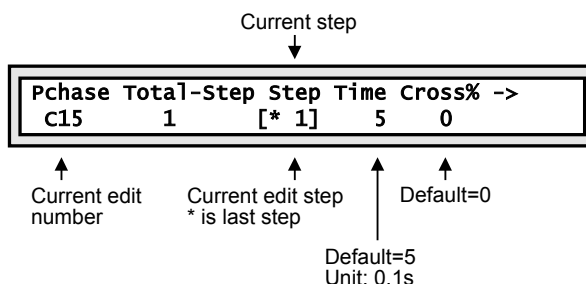 Current step
Pchase Total-Step Step Time Cross% ->
C15 1 [* 1] 5 0
Current edit number
Current edit step
* is last step
Default=0
Default=5
Unit: 0.1s